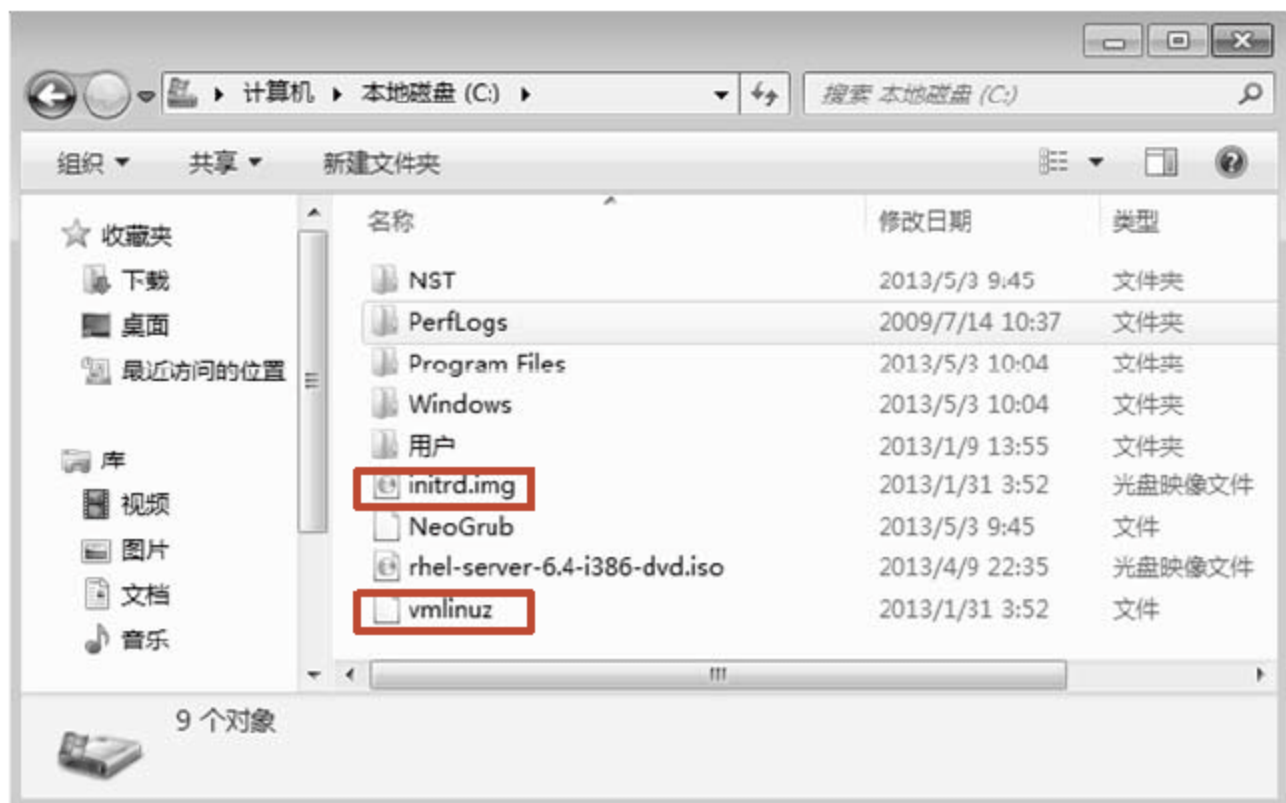 计算机 本地磁盘 (C:)
搜索 本地磁盘 (C:)
组织 共享 新建文件夹
收藏夹
下载
桌面
最近访问的位置
库
视频
图片
文档
音乐
名称 修改日期 类型
NST 2013/5/3 9:45 文件夹
PerfLogs 2009/7/14 10:37 文件夹
Program Files 2013/5/3 10:04 文件夹
Windows 2013/5/3 10:04 文件夹
用户 2013/1/9 13:55 文件夹
initrd.img 2013/1/31 3:52 光盘映像文件
NeoGrub 2013/5/3 9:45 文件
rhel-server-6.4-i386-dvd.iso 2013/4/9 22:35 光盘映像文件
vmlinuz 2013/1/31 3:52 文件
9 个对象